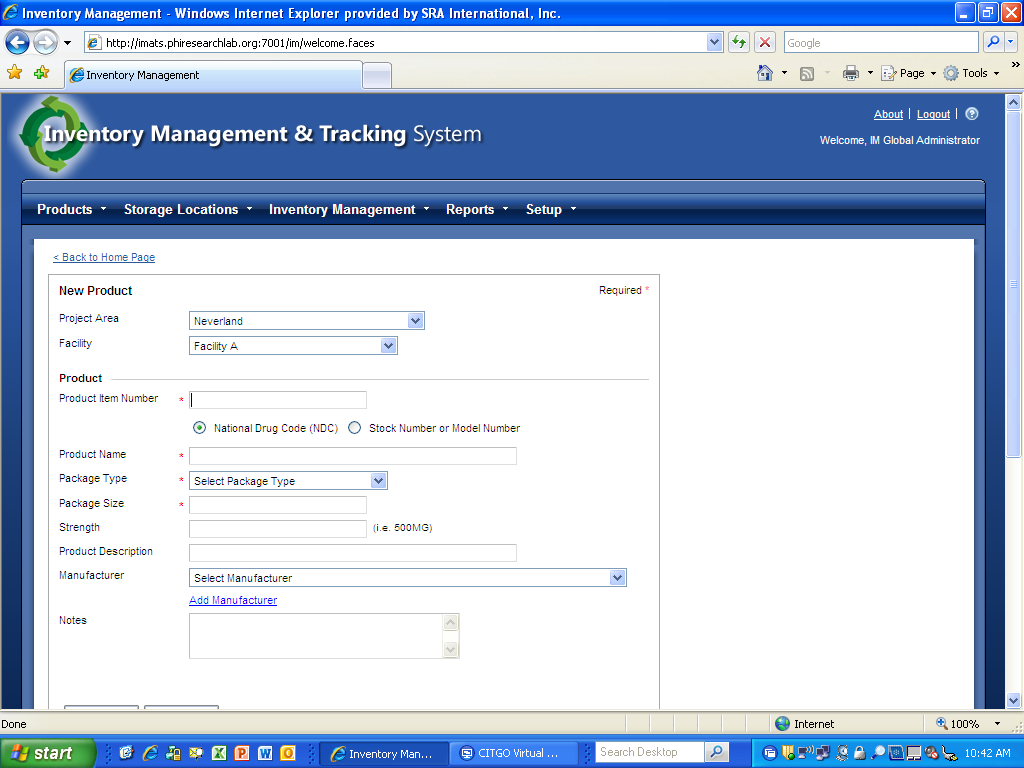 Inventory Management - Windows Internet Explorer provided by SRA International, Inc.
http://imats.phiresearchlab.org:7001/im/welcome.faces
Google
Inventory Management
Page Tools »
About | Logout | ?
Inventory Management & Tracking System
Welcome, IM Global Administrator
Products Storage Locations Inventory Management Reports Setup
< Back to Home Page
New Product Required *
Project Area Neverland
Facility Facility A
Product
Product Item Number *
National Drug Code (NDC) Stock Number or Model Number
Product Name *
Package Type * Select Package Type
Package Size *
Strength (i.e. 500MG)
Product Description
Manufacturer Select Manufacturer
Add Manufacturer
Notes
Done Internet 100%
start Inventory Man... CITGO Virtual ... Search Desktop 10:42 AM